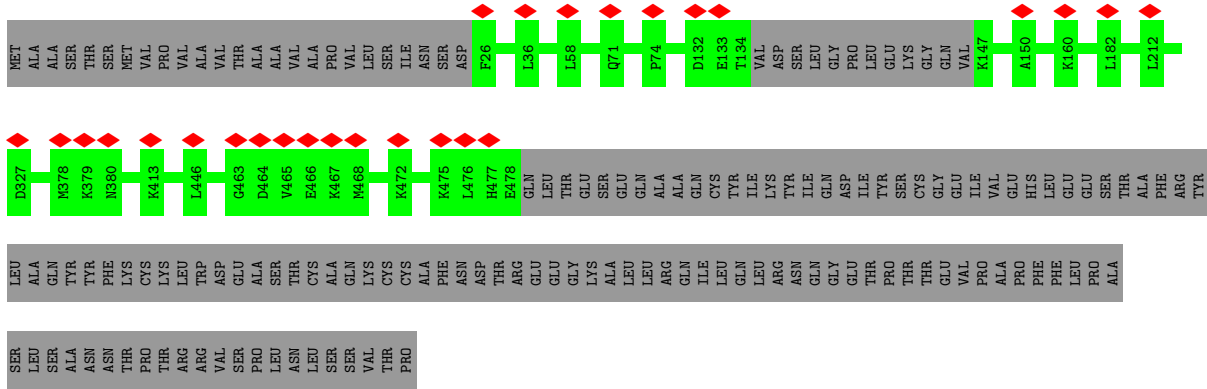 MET ALA ALA SER THR SER MET VAL PRO VAL ALA VAL THR ALA ALA VAL ALA PRO VAL LEU SER ILE ASN SER ASP F26 L36 L58 Q71 P74 D132 E133 T134 VAL ASP SER LEU GLY PRO LEU GLU LYS GLY GLN VAL K147 A150 K160 L182 L212
D327 M378 K379 N380 K413 L446 G463 D464 V465 E466 K467 M468 K472 K475 L476 H477 E478 GLN LEU THR GLU SER GLU GLN ALA ALA GLN CYS TYR ILE LYS TYR ILE GLN ASP ILE TYR SER CYS GLY GLU ILE VAL GLU HIS LEU GLU GLU SER THR ALA PHE ARG TYR
LEU ALA GLN TYR TYR PHE LYS CYS LYS LEU TRP ASP GLU ALA SER THR CYS ALA GLN LYS CYS CYS ALA PHE ASN ASP THR ARG GLU GLU GLY LYS ALA LEU LEU ARG GLN ILE LEU GLN LEU ARG ASN GLN GLY GLU THR PRO THR THR GLU VAL PRO ALA PRO PHE PHE LEU PRO ALA
SER LEU SER ALA ASN ASN THR PRO THR ARG ARG VAL SER PRO LEU ASN LEU SER SER VAL THR PRO